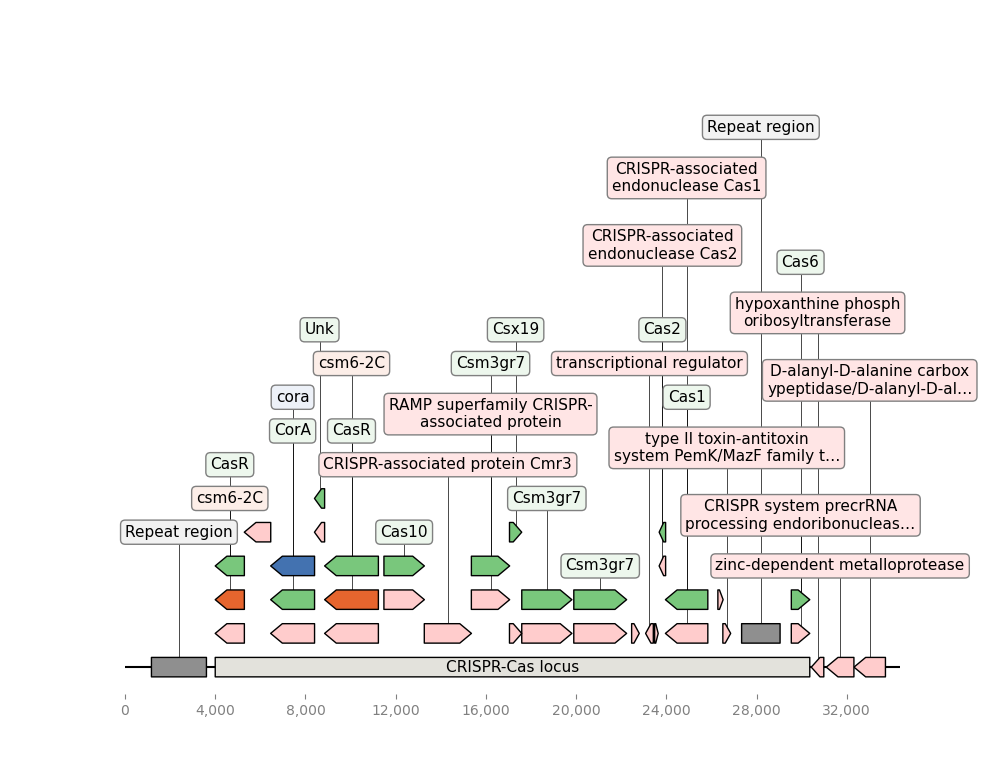 Repeat region
CRISPR-associated
endonuclease Cas1
CRISPR-associated
endonuclease Cas2
Cas6
hypoxanthine phosph
oribosyltransferase
Unk
Csx19
Cas2
csm6-2C
Csm3gr7
transcriptional regulator
D-alanyl-D-alanine carbox
ypeptidase/D-alanyl-D-al...
cora
Cas1
RAMP superfamily CRISPR-
associated protein
CorA
CasR
type II toxin-antitoxin
system PemK/MazF family t...
CasR
CRISPR-associated protein Cmr3
csm6-2C
Csm3gr7
CRISPR system precrRNA
processing endoribonucleas...
Repeat region
Cas10
Csm3gr7
zinc-dependent metalloprotease
CRISPR-Cas locus
0
4,000
8,000
12,000
16,000
20,000
24,000
28,000
32,000